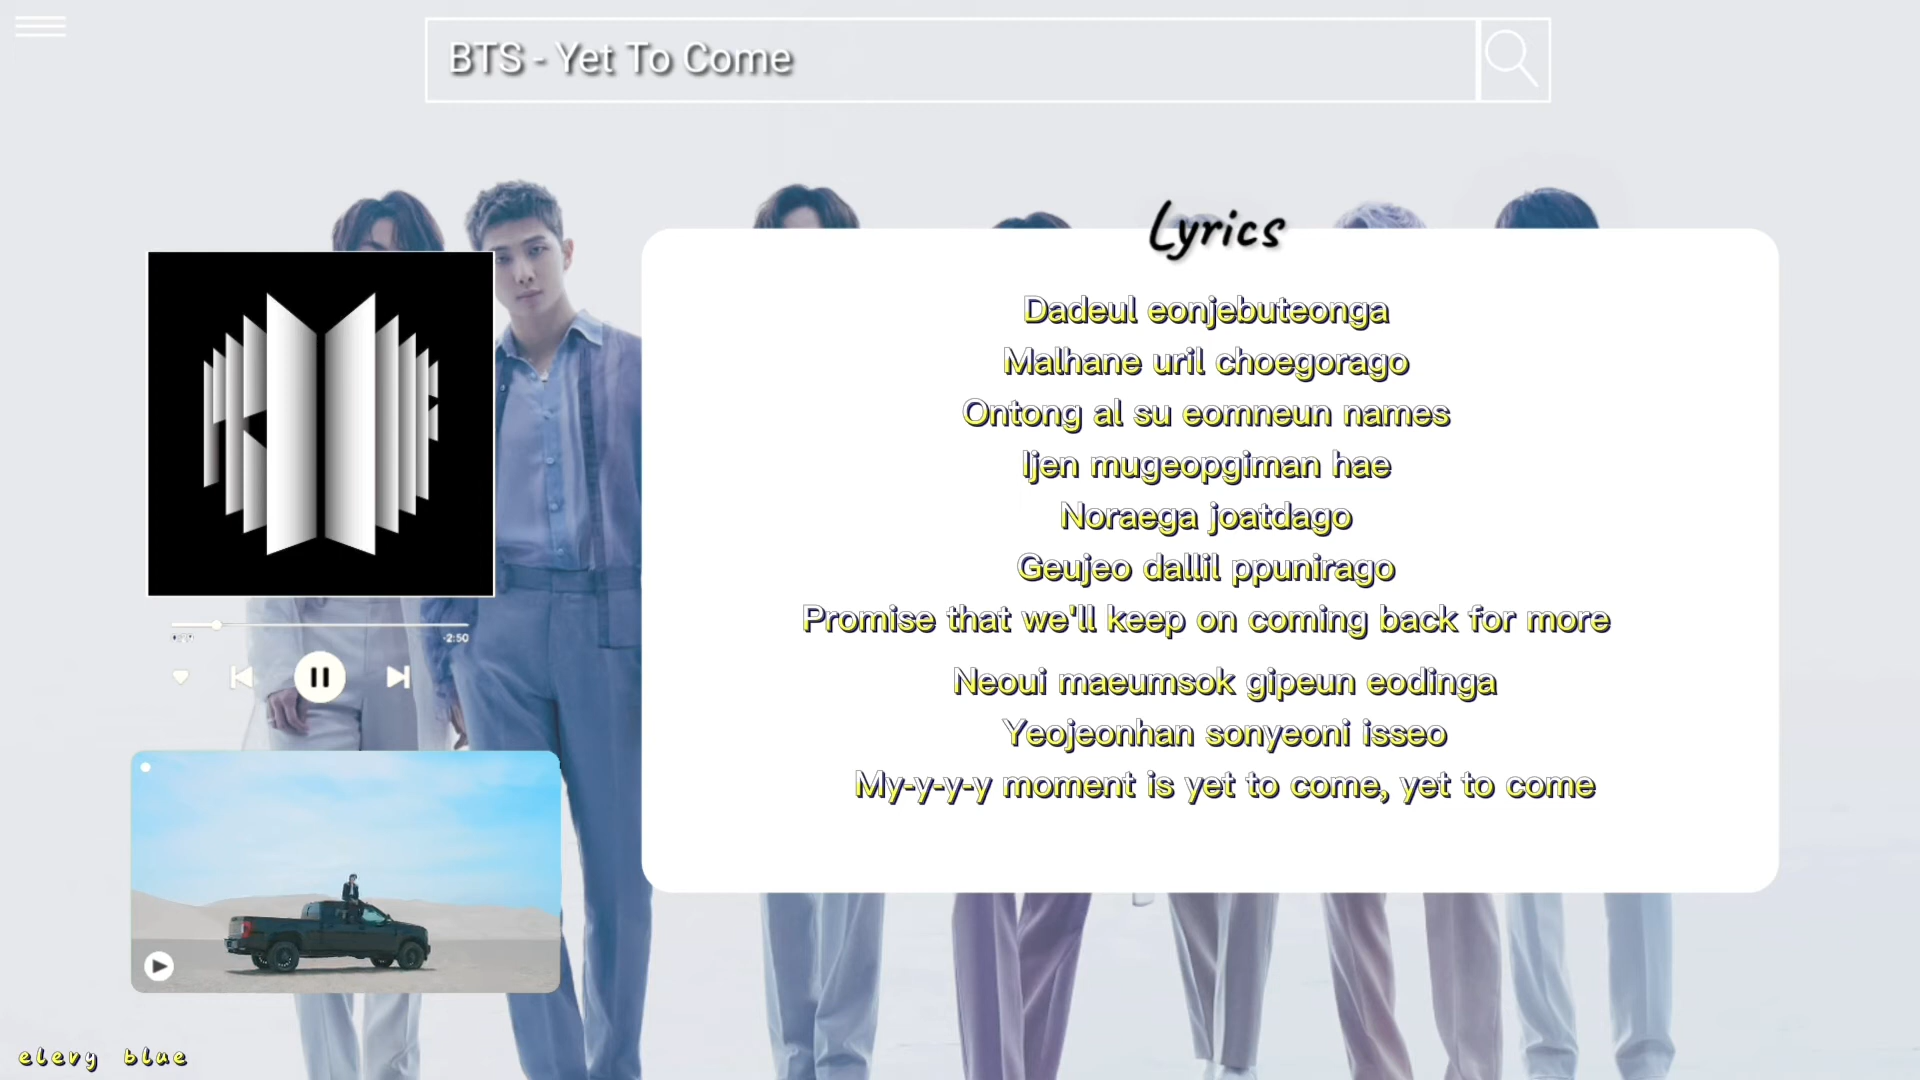 BTS - Yet To Come
Lyrics
Dadeul eonjebuteonga
Malhane uril choegorago
Ontong al su eomneun names
Ijen mugeopgiman hae
Noraega joatdago
Geujeo dallil ppunirago
Promise that we'll keep on coming back for more
Neoui maeumsok gipeun eodinga
Yeojeonhan sonyeoni isseo
My-y-y-y moment is yet to come, yet to come
-2:50
elevy blue